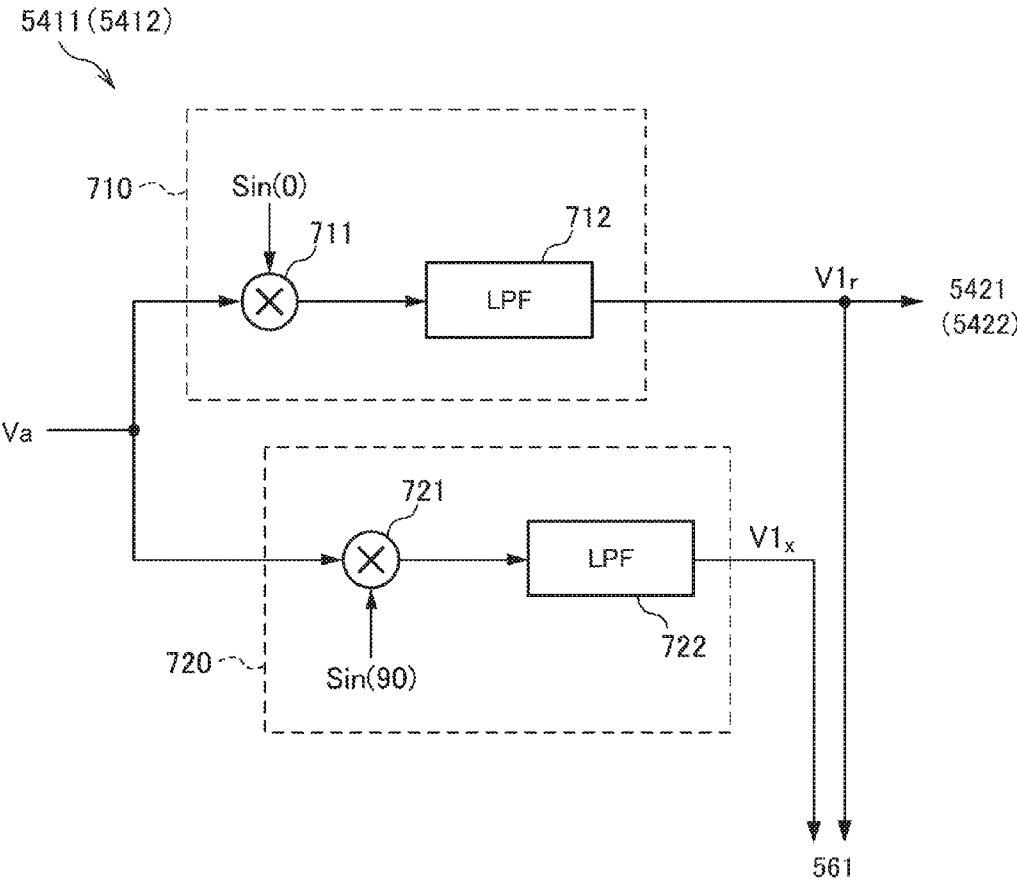 5411(5412)
710
Sin(0)
711
712
LPF
V1r
5421
(5422)
Va
721
LPF
V1x
722
720
Sin(90)
561